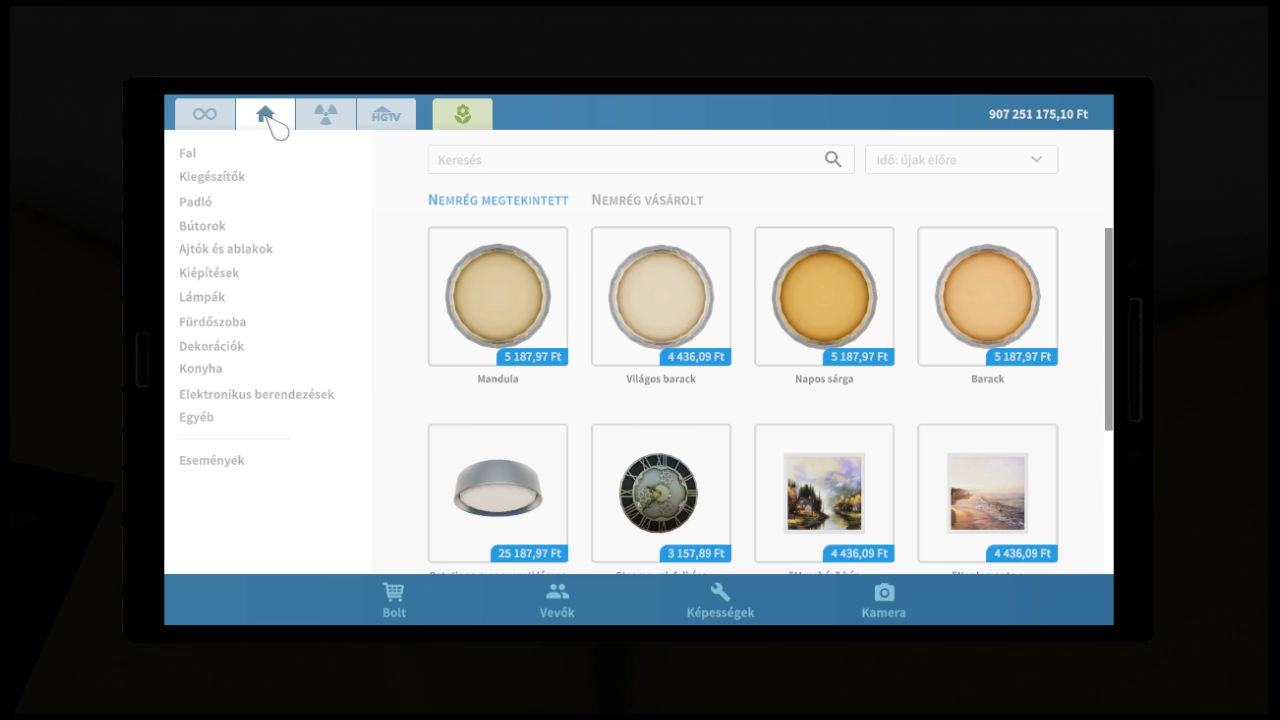 HGTV
907 251 175,10 Ft
Fal
Kiegészítők
Padló
Bútorok
Ajtók és ablakok
Kiépítések
Lámpák
Fürdőszoba
Dekorációk
Konyha
Elektronikus berendezések
Egyéb
Események
Keresés
Idő: újak előre
NEMRÉG MEGTEKINTETT
NEMRÉG VÁSÁROLT
5 187,97 Ft
4 436,09 Ft
5 187,97 Ft
5 187,97 Ft
Mandula
Világos barack
Napos sárga
Barack
25 187,97 Ft
3 157,89 Ft
4 436,09 Ft
4 436,09 Ft
Bolt
Vevők
Képességek
Kamera